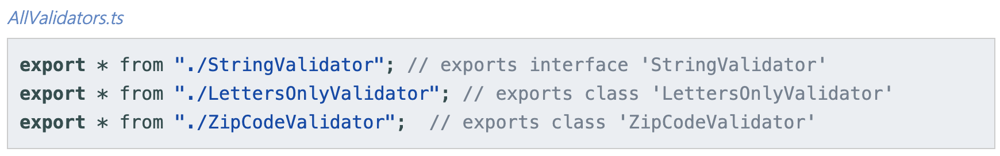 AllValidators.ts
export * from "./StringValidator"; // exports interface 'StringValidator'
export * from "./LettersOnlyValidator"; // exports class 'LettersOnlyValidator'
export * from "./ZipCodeValidator";  // exports class 'ZipCodeValidator'